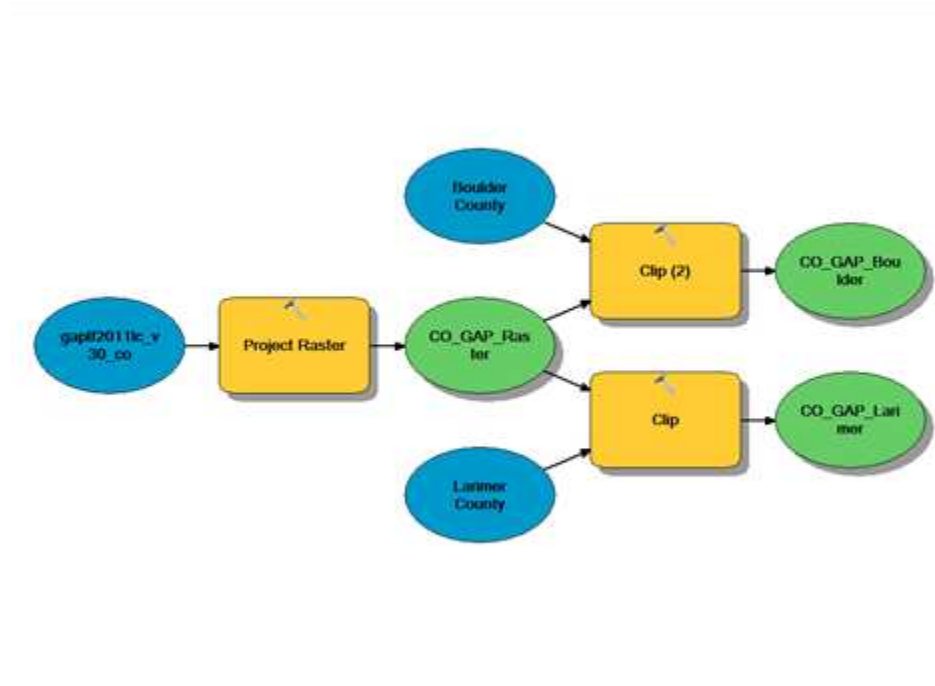 Boulder
County
Clip (2)
CO_GAP_Bou
lder
gaplf2011lc_v
30_co
Project Raster
CO_GAP_Ras
ter
Clip
CO_GAP_Lari
mer
Larimer
County